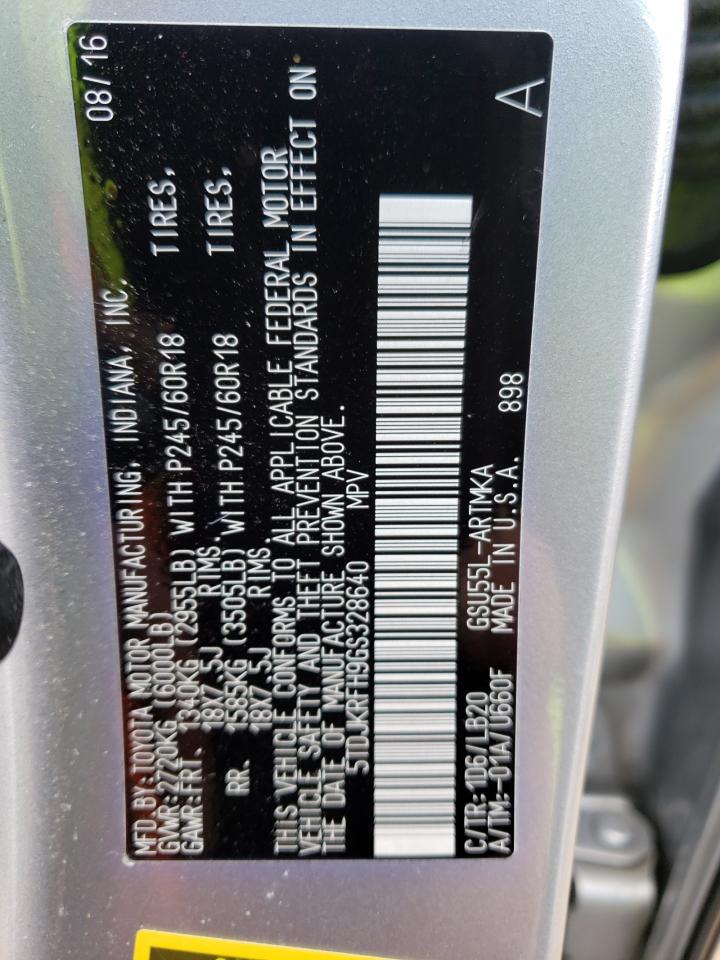 MFD.BY:TOYOTA MOTOR MANUFACTURING, INDIANA, INC. 08/16
GVWR:2720KG (6000LB)
GAWR:FRT. 1340KG (2955LB) WITH P245/60R18 TIRES,
18X7.5J RIMS.
RR. 1585KG (3505LB) WITH P245/60R18 TIRES,
18X7.5J RIMS
THIS VEHICLE CONFORMS TO ALL APPLICABLE FEDERAL MOTOR
VEHICLE SAFETY AND THEFT PREVENTION STANDARDS IN EFFECT ON
THE DATE OF MANUFACTURE SHOWN ABOVE.
5TDJKRFH9GS328640 MPV
C/TR:1D6/LB20 GSU55L-ARTMKA
A/TM:-01A/U660F MADE IN U.S.A. 898 A